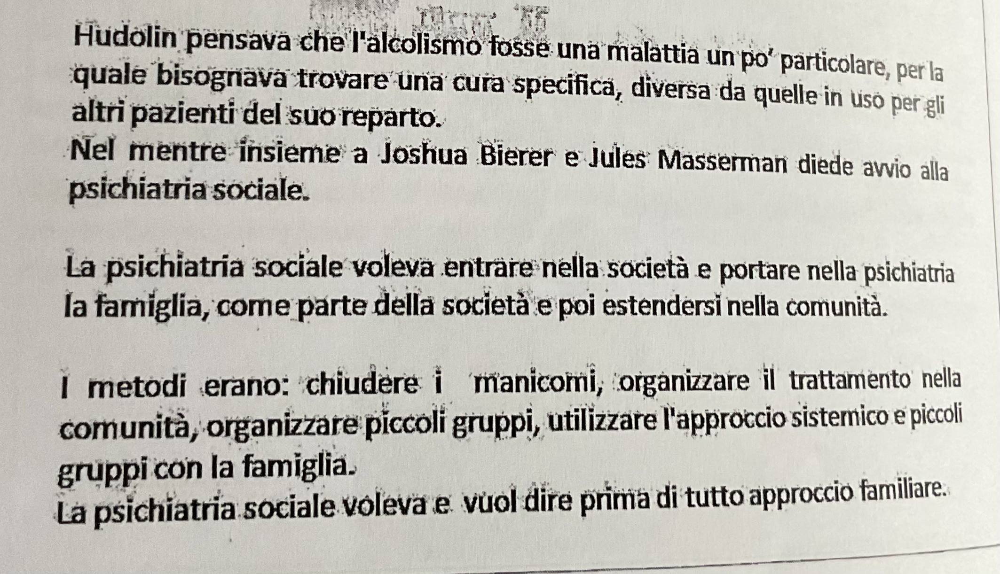 Hudolin pensava che l'alcolismo fosse una malattia un po' particolare, per la
quale bisognava trovare una cura specifica, diversa da quelle in uso per gli
altri pazienti del suo reparto.
Nel mentre insieme a Joshua Bierer e Jules Masserman diede avvio alla
psichiatria sociale.
La psichiatria sociale voleva entrare nella società e portare nella psichiatria
la famiglia, come parte della società e poi estendersi nella comunità.
I metodi erano: chiudere i manicomi, organizzare il trattamento nella
comunità, organizzare piccoli gruppi, utilizzare l'approccio sistemico e piccoli
gruppi con la famiglia.
La psichiatria sociale voleva e vuol dire prima di tutto approccio familiare.